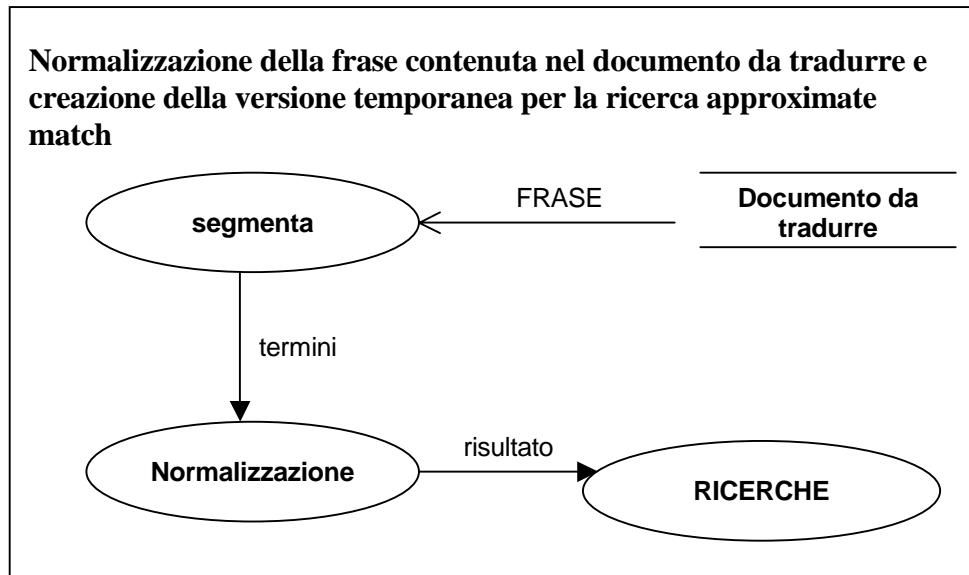 Normalizzazione della frase contenuta nel documento da tradurre e
creazione della versione temporanea per la ricerca approximate
match
segmenta
FRASE
Documento da
tradurre
termini
Normalizzazione
risultato
RICERCHE